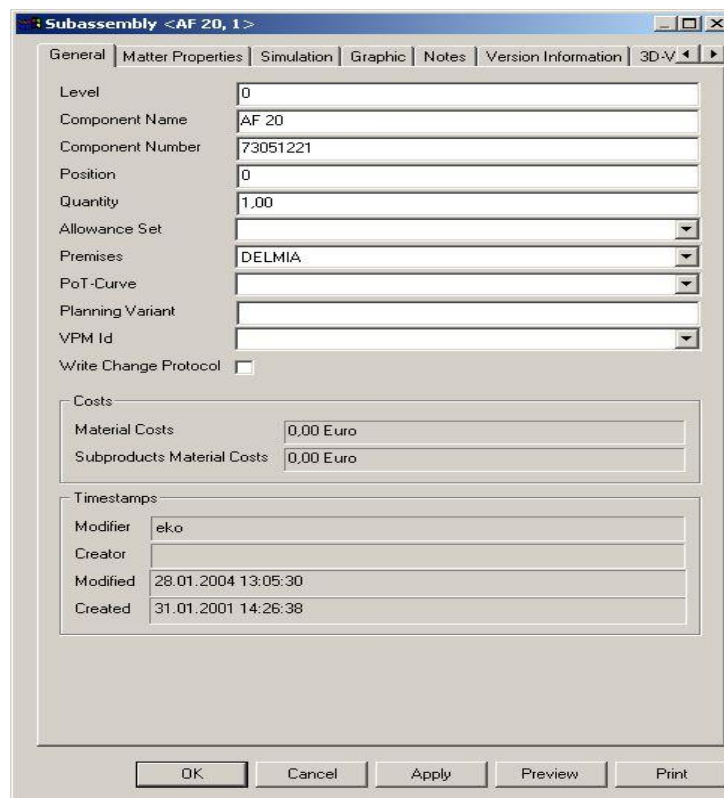 Subassembly <AF 20, 1>
General Matter Properties Simulation Graphic Notes Version Information 3D-V
Level 0
Component Name AF 20
Component Number 73051221
Position 0
Quantity 1,00
Allowance Set
Premises DELMIA
PoT-Curve
Planning Variant
VPM Id
Write Change Protocol
Costs
Material Costs 0,00 Euro
Subproducts Material Costs 0,00 Euro
Timestamps
Modifier eko
Creator
Modified 28.01.2004 13:05:30
Created 31.01.2001 14:26:38
OK Cancel Apply Preview Print